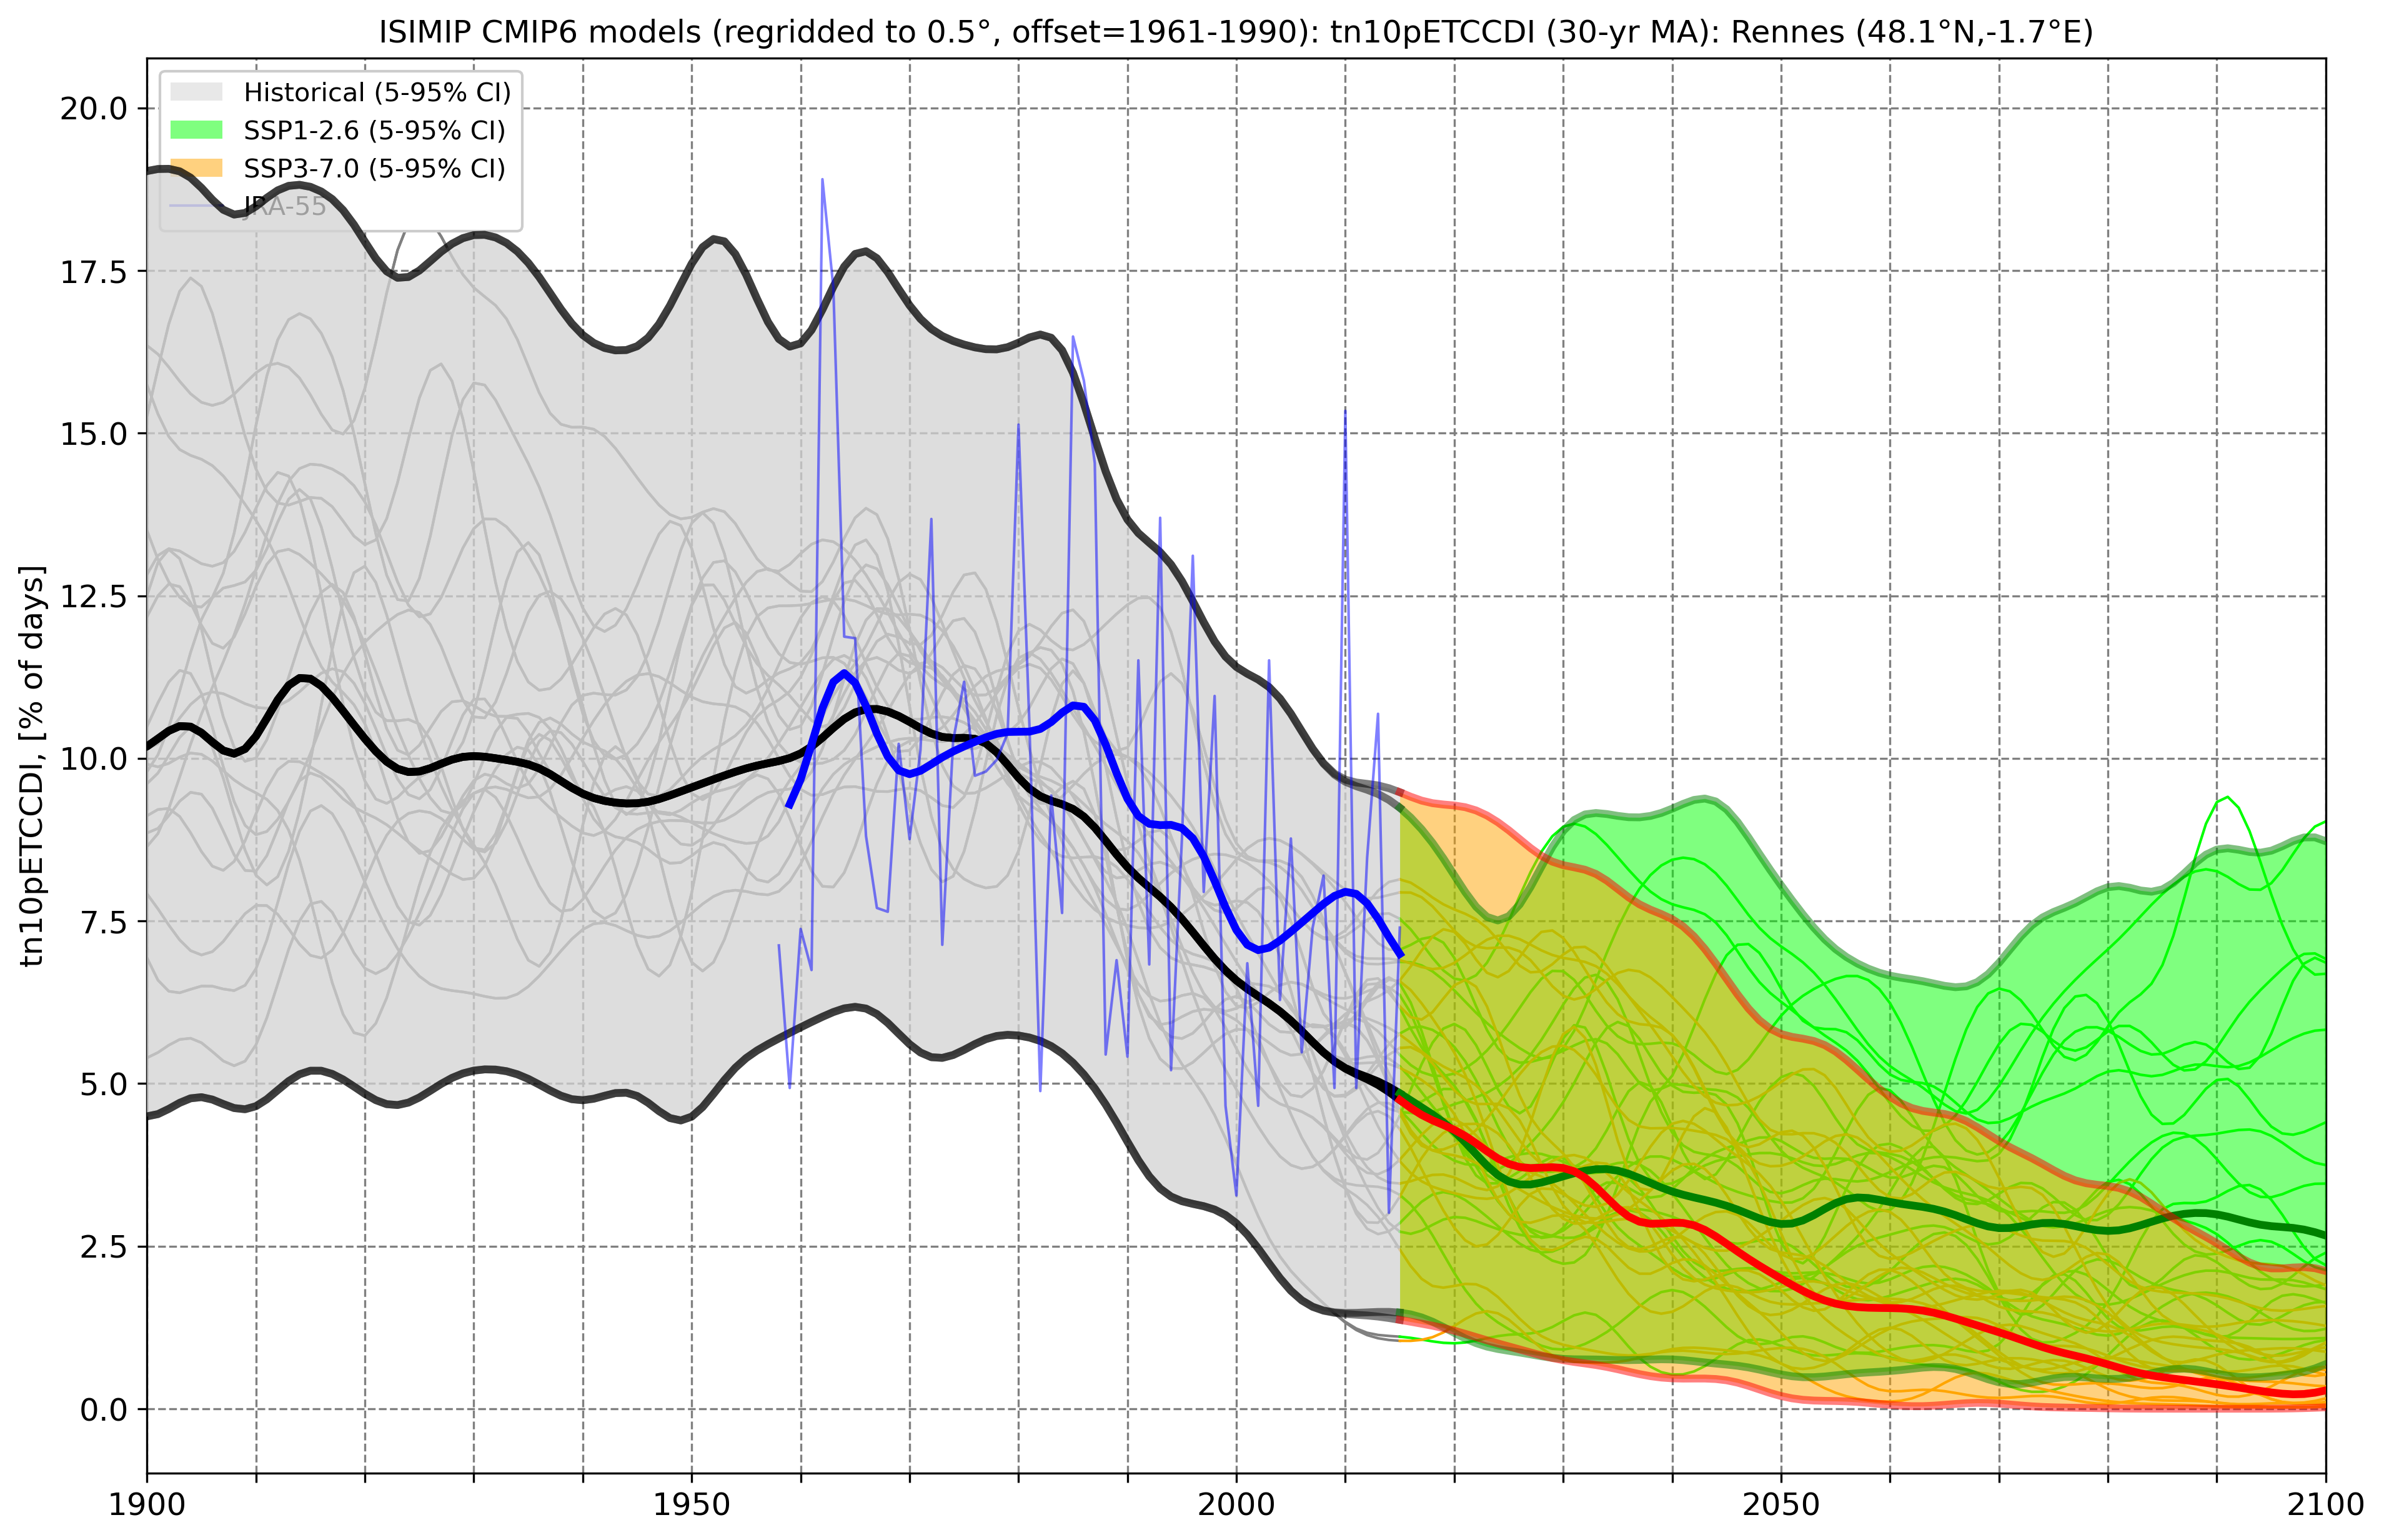 ISIMIP CMIP6 models (regridded to 0.5°, offset=1961-1990): tn10pETCCDI (30-yr MA): Rennes (48.1°N,-1.7°E)
Historical (5-95% CI)
SSP1-2.6 (5-95% CI)
SSP3-7.0 (5-95% CI)
JRA-55
tn10pETCCDI, [% of days]
20.0
17.5
15.0
12.5
10.0
7.5
5.0
2.5
0.0
1900
1950
2000
2050
2100